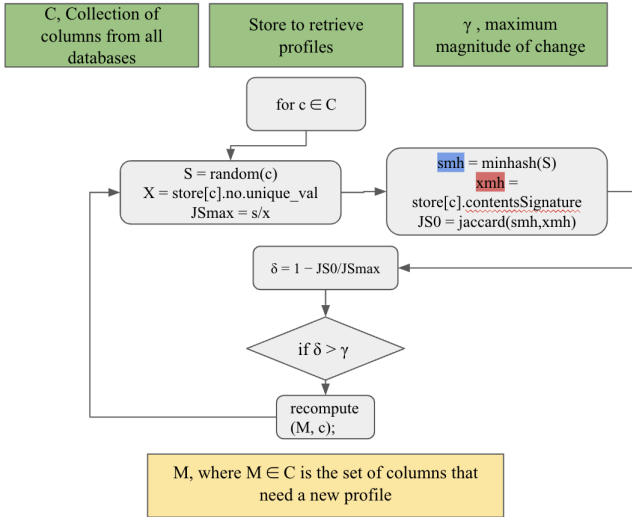 C, Collection of
columns from all
databases
Store to retrieve
profiles
γ , maximum
magnitude of change
for c ∈ C
S = random(c)
X = store[c].no.unique_val
JSmax = s/x
smh = minhash(S)
xmh =
store[c].contentsSignature
JS0 = jaccard(smh,xmh)
δ = 1 − JS0/JSmax
if δ > γ
recompute
(M, c);
M, where M ∈ C is the set of columns that
need a new profile